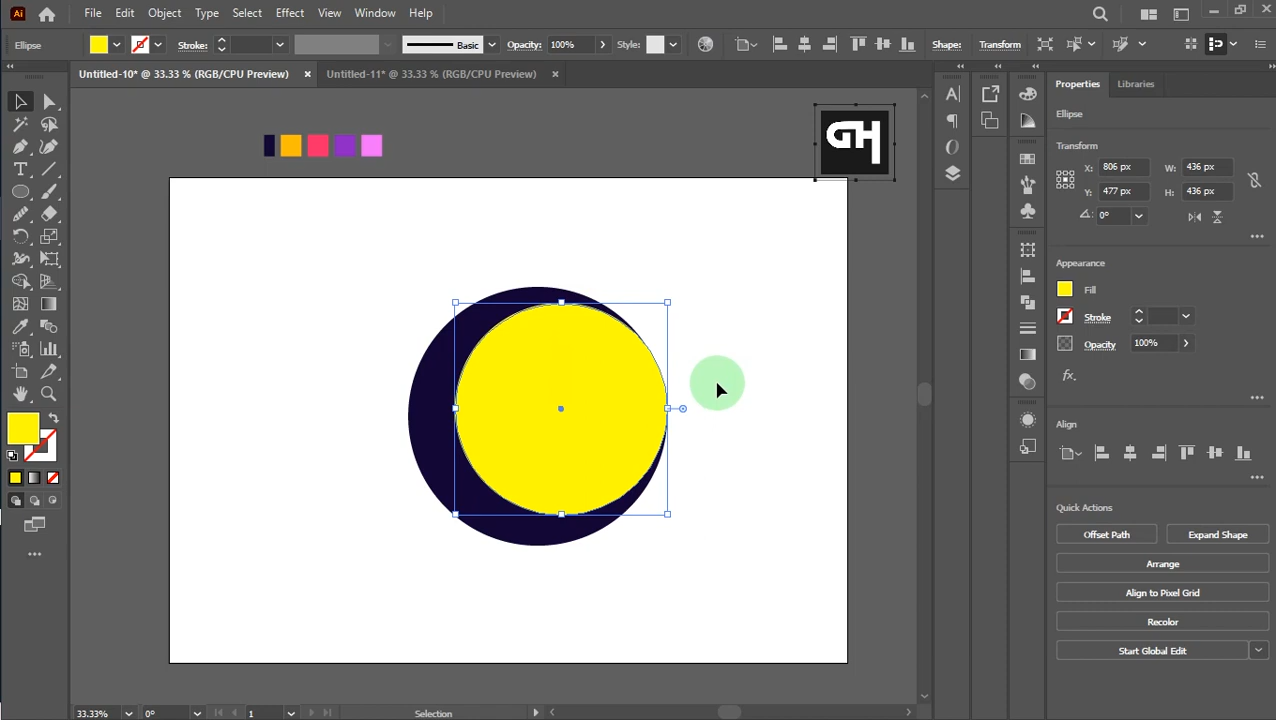 Ai File Edit Object Type Select Effect View Window Help
Ellipse Stroke: Basic Opacity: 100% Style: Shape: Transform
Untitled-10* @ 33.33 % (RGB/CPU Preview) × Untitled-11* @ 33.33 % (RGB/CPU Preview) ×
Properties Libraries
Ellipse
GH
Transform
X: 806 px W: 436 px
Y: 477 px H: 436 px
0°
Appearance
Fill
Stroke
Opacity 100%
fx.
Align
Quick Actions
Offset Path Expand Shape
Arrange
Align to Pixel Grid
Recolor
Start Global Edit
33.33% 0° 1 Selection